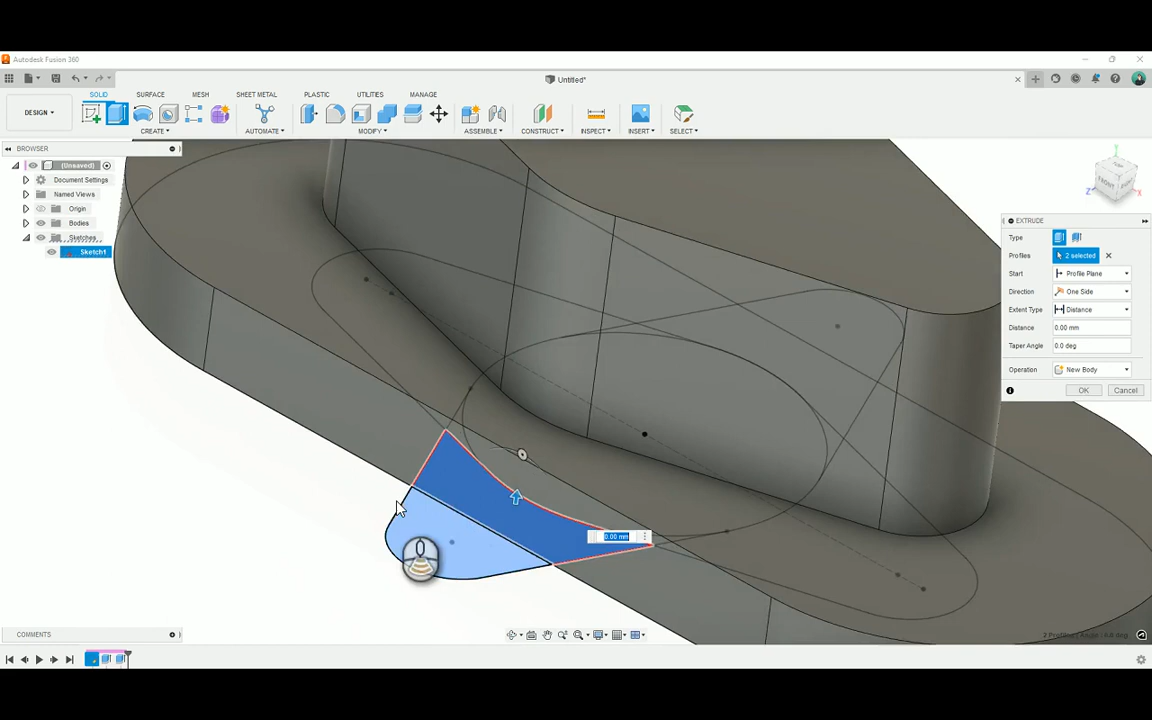 Autodesk Fusion 360
Untitled*
DESIGN
SOLID
SURFACE
MESH
SHEET METAL
PLASTIC
UTILITIES
MANAGE
CREATE
AUTOMATE
MODIFY
ASSEMBLE
CONSTRUCT
INSPECT
INSERT
SELECT
BROWSER
(Unsaved)
Document Settings
Named Views
Origin
Bodies
Sketches
Sketch1
TOP
FRONT
Y
Z
X
EXTRUDE
Type
Profiles 2 selected
Start Profile Plane
Direction One Side
Extent Type Distance
Distance 0.00 mm
Taper Angle 0.0 deg
Operation New Body
OK Cancel
0.00 mm
COMMENTS